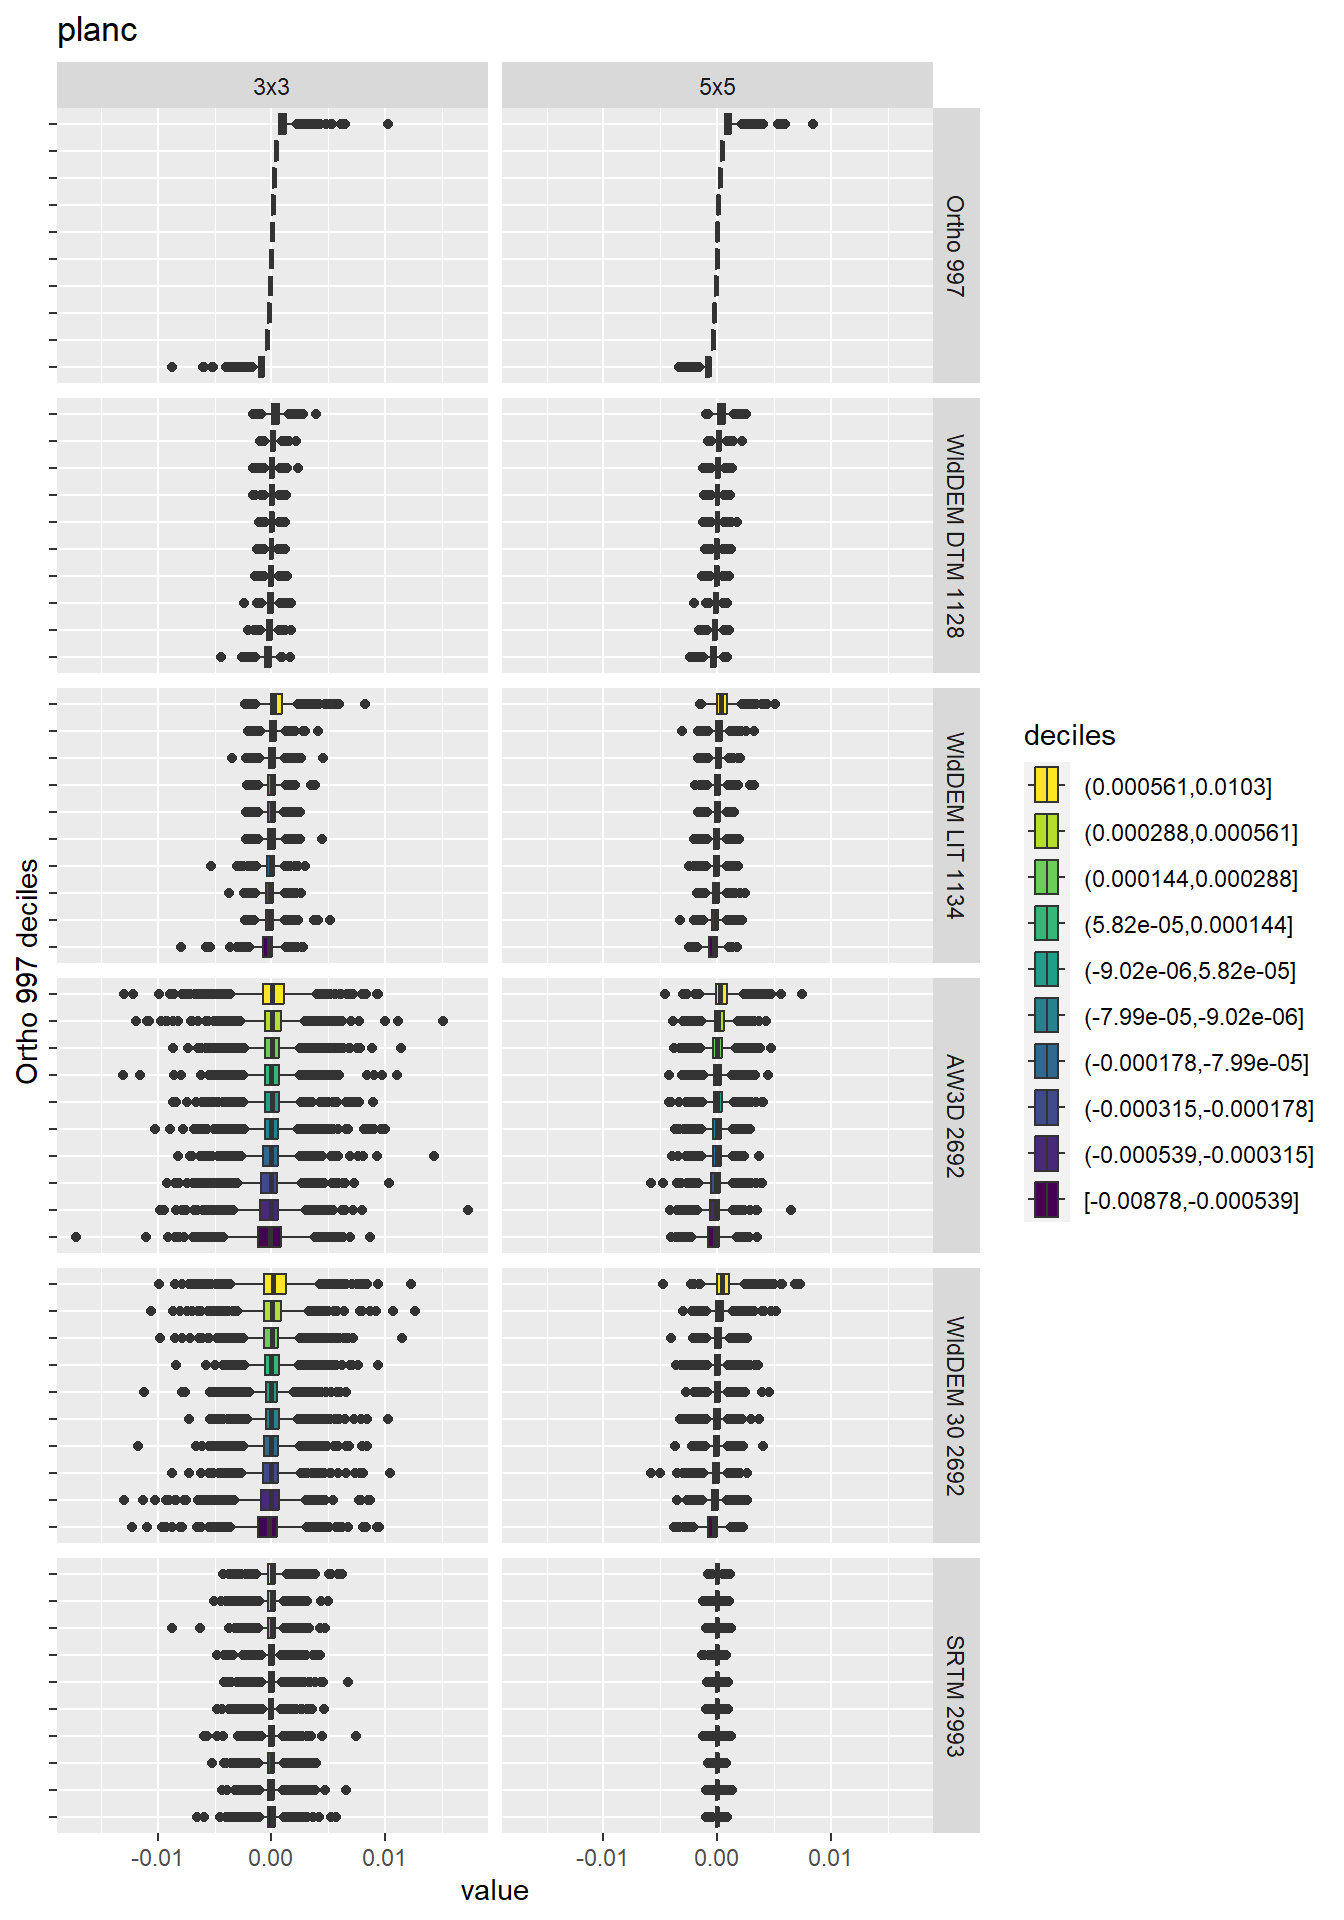 planc
3x3
5x5
Ortho 997
WldDEM DTM 1128
WldDEM LIT 1134
AW3D 2692
WldDEM 30 2692
SRTM 2993
Ortho 997 deciles
-0.01
0.00
0.01
-0.01
0.00
0.01
value
deciles
(0.000561,0.0103]
(0.000288,0.000561]
(0.000144,0.000288]
(5.82e-05,0.000144]
(-9.02e-06,5.82e-05]
(-7.99e-05,-9.02e-06]
(-0.000178,-7.99e-05]
(-0.000315,-0.000178]
(-0.000539,-0.000315]
[-0.00878,-0.000539]